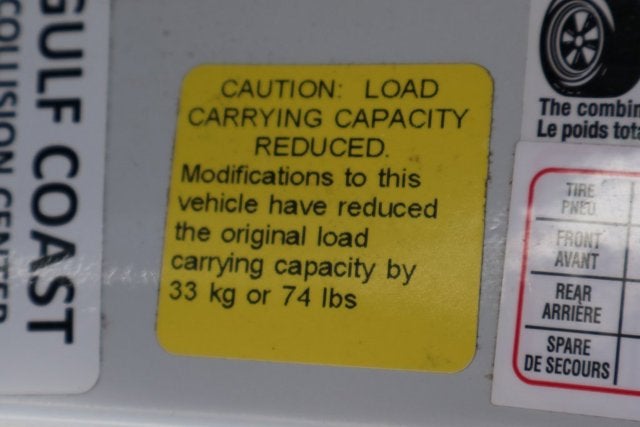 GULF COAST
COLLISION CENTER
CAUTION: LOAD
CARRYING CAPACITY
REDUCED.
Modifications to this
vehicle have reduced
the original load
carrying capacity by
33 kg or 74 lbs
The combin
Le poids tota
TIRE
PNEU
FRONT
AVANT
REAR
ARRIÈRE
SPARE
DE SECOURS